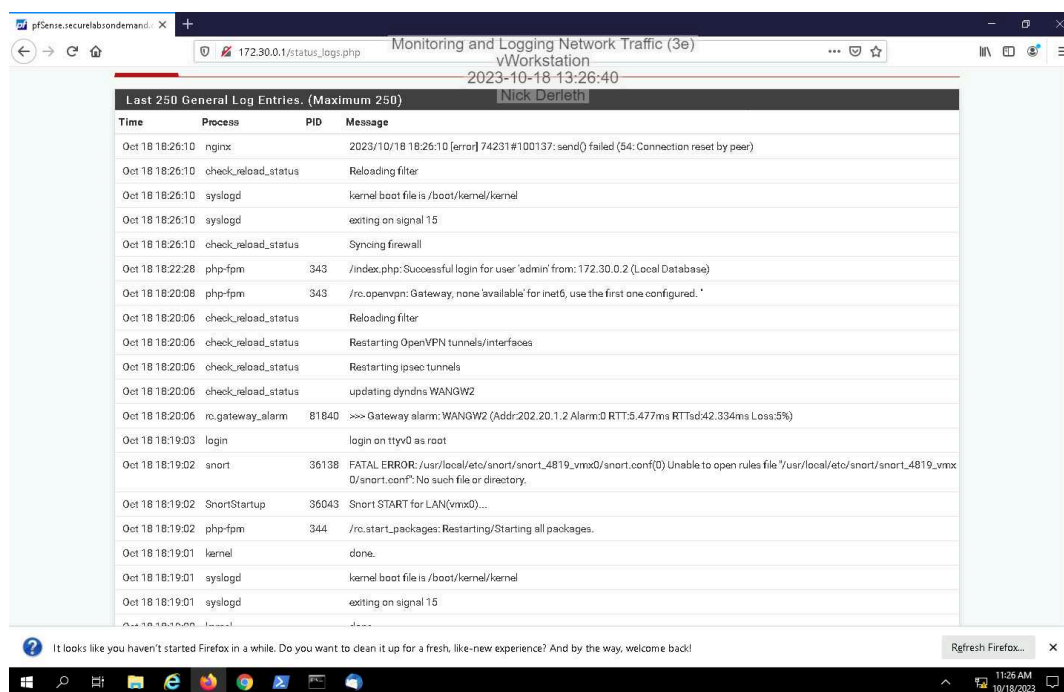 pfSense.securelabsondemand.
172.30.0.1/status_logs.php
Monitoring and Logging Network Traffic (3e)
vWorkstation
2023-10-18 13:26:40
Nick Derleth
Last 250 General Log Entries. (Maximum 250)
Time Process PID Message
Oct 18 18:26:10 nginx 2023/10/18 18:26:10 [error] 74231#100137: send() failed (54: Connection reset by peer)
Oct 18 18:26:10 check_reload_status Reloading filter
Oct 18 18:26:10 syslogd kernel boot file is /boot/kernel/kernel
Oct 18 18:26:10 syslogd exiting on signal 15
Oct 18 18:26:10 check_reload_status Syncing firewall
Oct 18 18:22:28 php-fpm 343 /index.php: Successful login for user 'admin' from: 172.30.0.2 (Local Database)
Oct 18 18:20:08 php-fpm 343 /rc.openvpn: Gateway, none 'available' for inet6, use the first one configured. '
Oct 18 18:20:06 check_reload_status Reloading filter
Oct 18 18:20:06 check_reload_status Restarting OpenVPN tunnels/interfaces
Oct 18 18:20:06 check_reload_status Restarting ipsec tunnels
Oct 18 18:20:06 check_reload_status updating dyndns WANGW2
Oct 18 18:20:06 rc.gateway_alarm 81840 >>> Gateway alarm: WANGW2 (Addr:202.20.1.2 Alarm:0 RTT:5.477ms RTTsd:42.334ms Loss:5%)
Oct 18 18:19:03 login login on ttyv0 as root
Oct 18 18:19:02 snort 36138 FATAL ERROR: /usr/local/etc/snort/snort_4819_vmx0/snort.conf(0) Unable to open rules file "/usr/local/etc/snort/snort_4819_vmx
0/snort.conf": No such file or directory.
Oct 18 18:19:02 SnortStartup 36043 Snort START for LAN(vmx0)...
Oct 18 18:19:02 php-fpm 344 /rc.start_packages: Restarting/Starting all packages.
Oct 18 18:19:01 kernel done.
Oct 18 18:19:01 syslogd kernel boot file is /boot/kernel/kernel
Oct 18 18:19:01 syslogd exiting on signal 15
It looks like you haven't started Firefox in a while. Do you want to clean it up for a fresh, like-new experience? And by the way, welcome back!
Refresh Firefox...
11:26 AM
10/18/2023